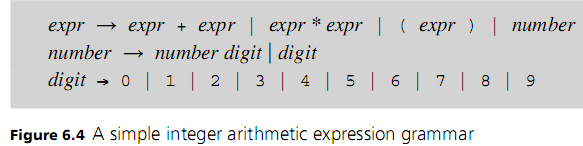 expr → expr + expr | expr * expr | ( expr ) | number
number → number digit | digit
digit → 0 | 1 | 2 | 3 | 4 | 5 | 6 | 7 | 8 | 9
Figure 6.4 A simple integer arithmetic expression grammar